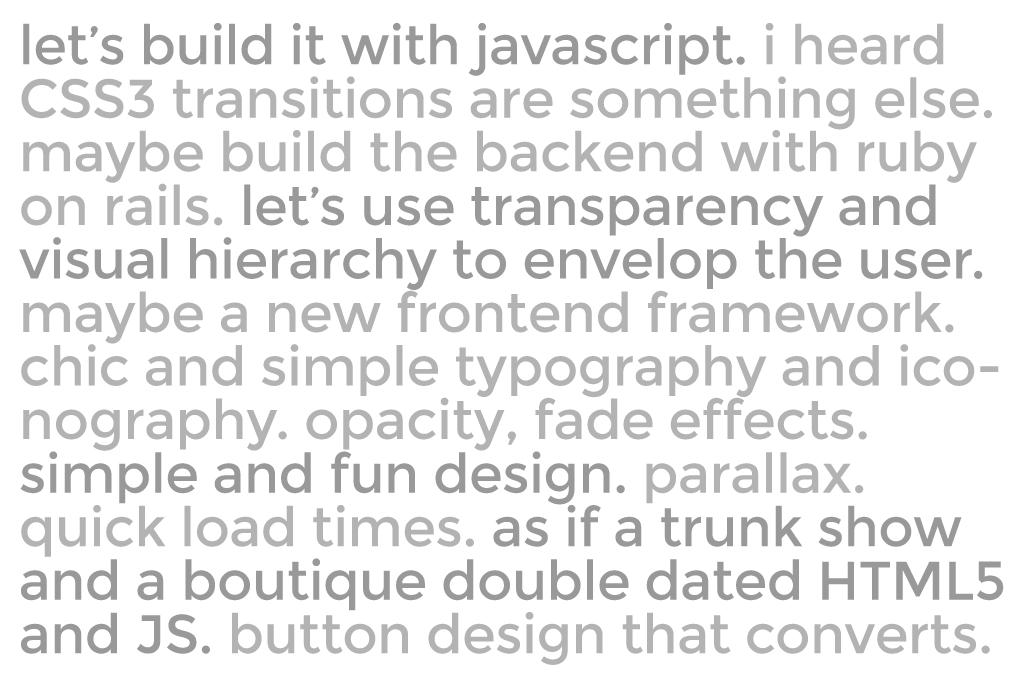 let’s build it with javascript. i heard
CSS3 transitions are something else.
maybe build the backend with ruby
on rails. let’s use transparency and
visual hierarchy to envelop the user.
maybe a new frontend framework.
chic and simple typography and ico-
nography. opacity, fade effects.
simple and fun design. parallax.
quick load times. as if a trunk show
and a boutique double dated HTML5
and JS. button design that converts.